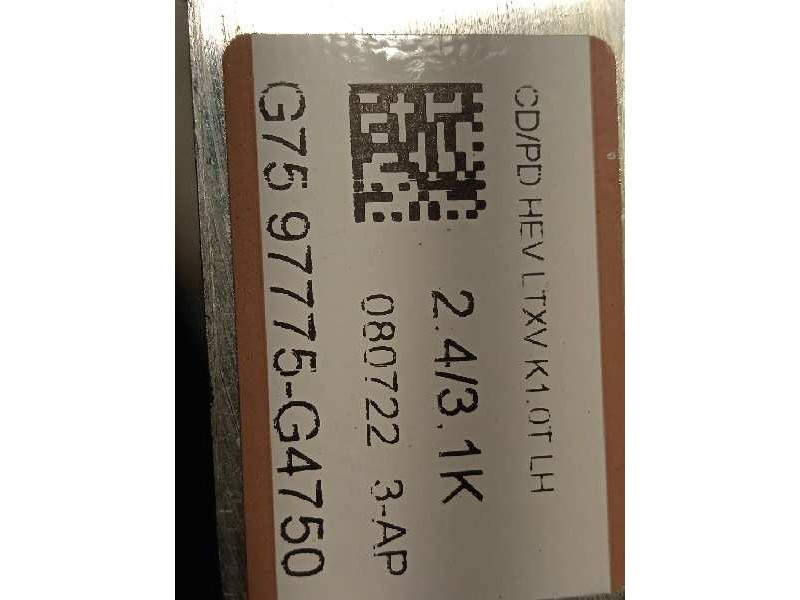 CD/PD HEV LTXV K1.0T LH
2.4/3.1K
080722 3-AP
G75 97775-G4750